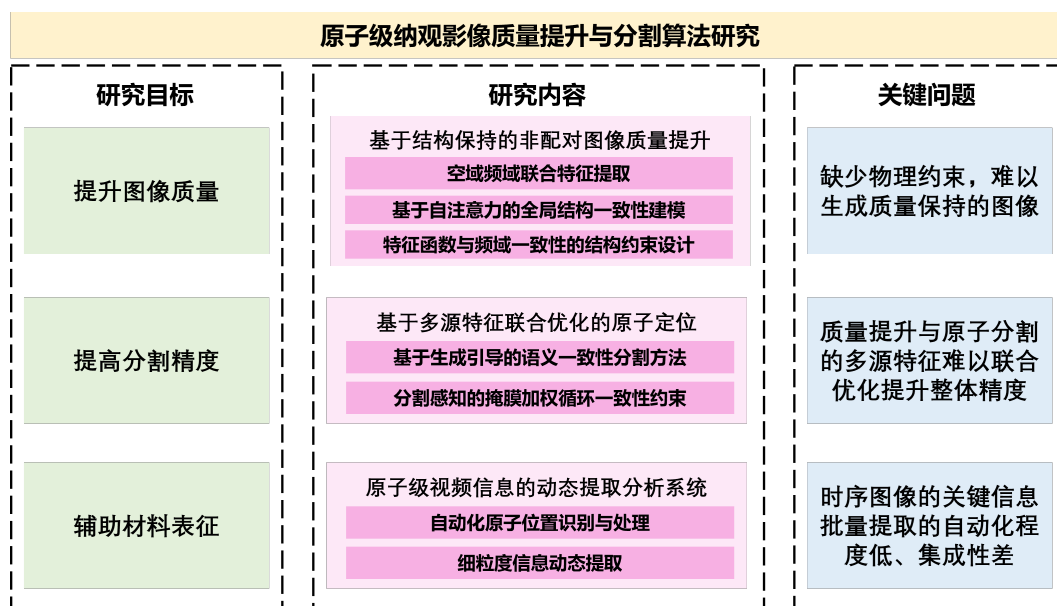 原子级纳观影像质量提升与分割算法研究
研究目标
提升图像质量
提高分割精度
辅助材料表征
研究内容
基于结构保持的非配对图像质量提升
空域频域联合特征提取
基于自注意力的全局结构一致性建模
特征函数与频域一致性的结构约束设计
基于多源特征联合优化的原子定位
基于生成引导的语义一致性分割方法
分割感知的掩膜加权循环一致性约束
原子级视频信息的动态提取分析系统
自动化原子位置识别与处理
细粒度信息动态提取
关键问题
缺少物理约束，难以
生成质量保持的图像
质量提升与原子分割
的多源特征难以联合
优化提升整体精度
时序图像的关键信息
批量提取的自动化程
度低、集成性差